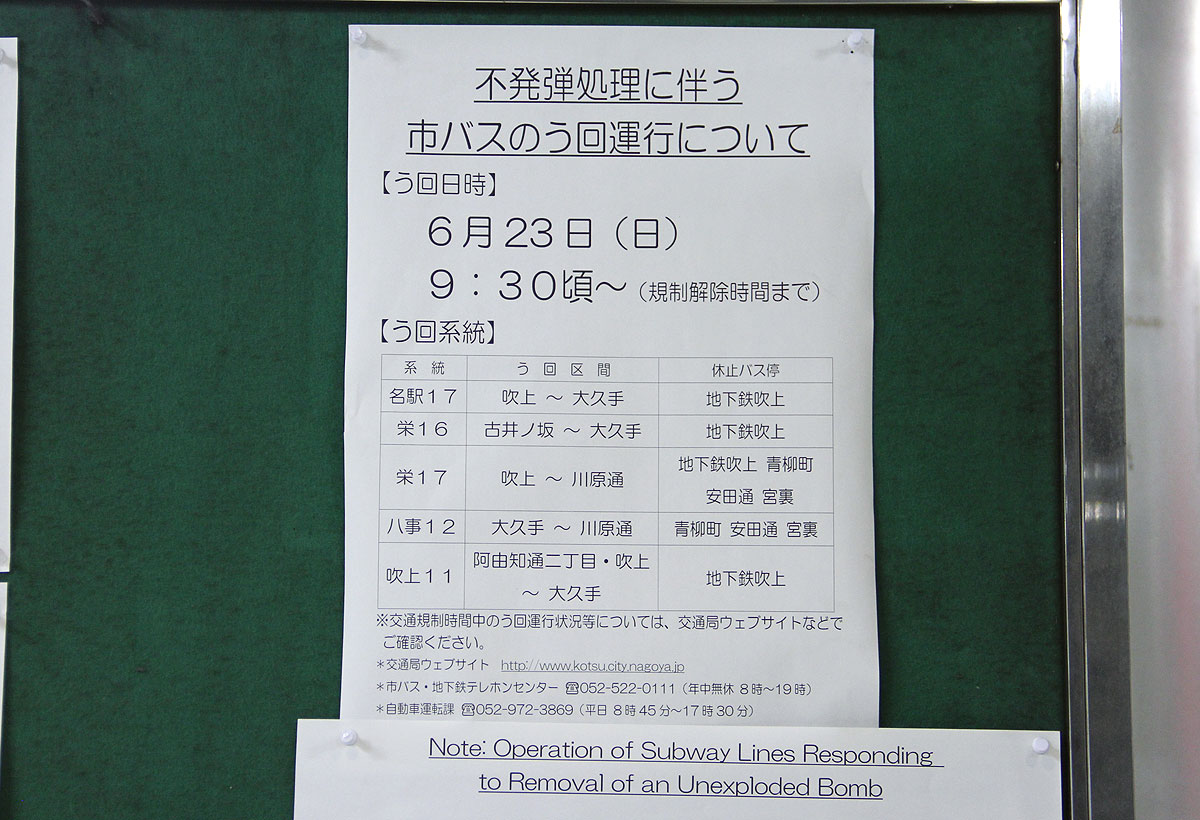 不発弾処理に伴う
市バスのう回運行について
【う回日時】
6月23日(日)
9:30頃~(規制解除時間まで)
【う回系統】
系統 う回区間 休止バス停
名駅17 吹上 ~ 大久手 地下鉄吹上
栄16 古井ノ坂 ~ 大久手 地下鉄吹上
栄17 吹上 ~ 川原通 地下鉄吹上 青柳町
安田通 宮裏
八事12 大久手 ~ 川原通 青柳町 安田通 宮裏
吹上11 阿由知通二丁目・吹上
~ 大久手 地下鉄吹上
※交通規制時間中のう回運行状況等については、交通局ウェブサイトなどで
ご確認ください。
*交通局ウェブサイト http://www.kotsu.city.nagoya.jp
*市バス・地下鉄テレホンセンター ☎052-522-0111(年中無休 8時~19時)
*自動車運転課 ☎052-972-3869(平日 8時45分~17時30分)
Note: Operation of Subway Lines Responding
to Removal of an Unexploded Bomb